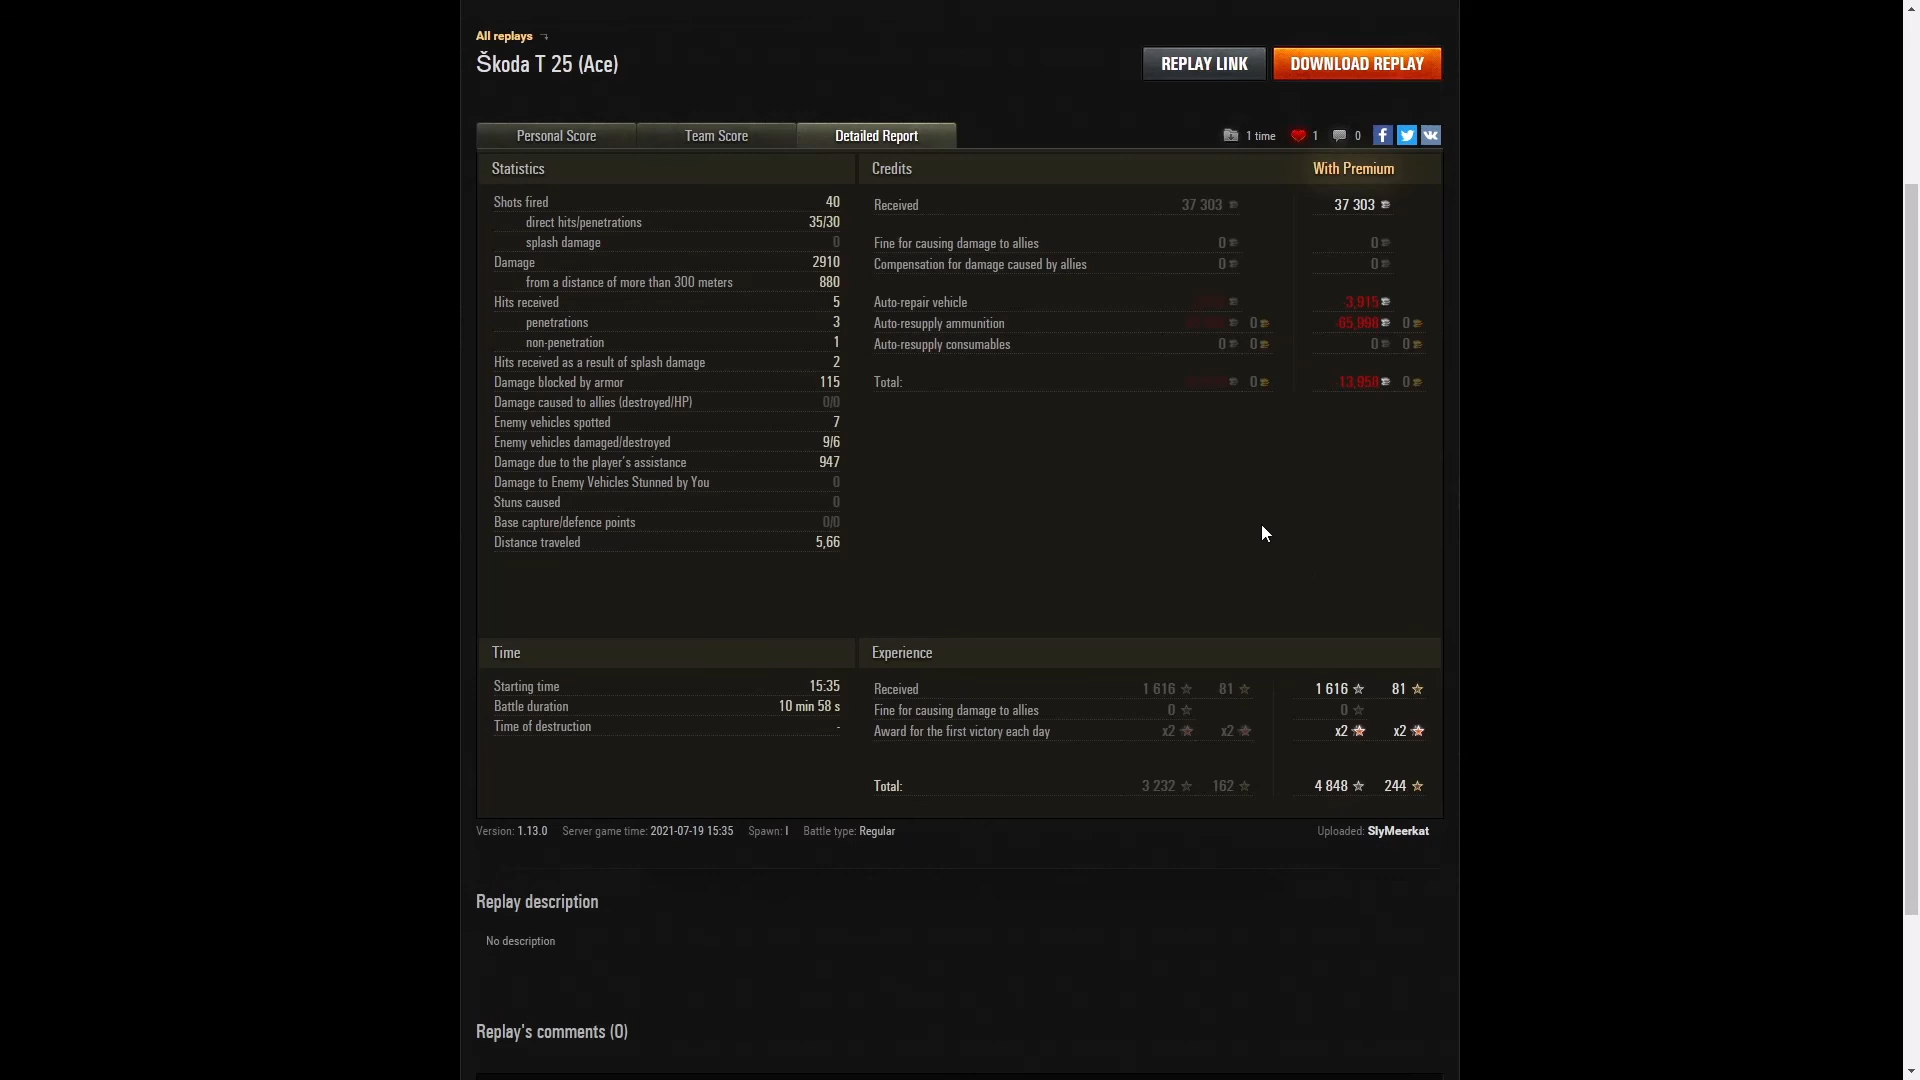 All replays
Škoda T 25 (Ace)
REPLAY LINK
DOWNLOAD REPLAY
Personal Score
Team Score
Detailed Report
1 time
1
0
Statistics
Shots fired 40
direct hits/penetrations 35/30
splash damage 0
Damage 2910
from a distance of more than 300 meters 880
Hits received 5
penetrations 3
non-penetration 1
Hits received as a result of splash damage 2
Damage blocked by armor 115
Damage caused to allies (destroyed/HP) 0/0
Enemy vehicles spotted 7
Enemy vehicles damaged/destroyed 9/6
Damage due to the player's assistance 947
Damage to Enemy Vehicles Stunned by You 0
Stuns caused 0
Base capture/defence points 0/0
Distance traveled 5,66
Credits With Premium
Received 37 303 37 303
Fine for causing damage to allies 0 0
Compensation for damage caused by allies 0 0
Auto-repair vehicle 3,915
Auto-resupply ammunition 0 0
Auto-resupply consumables 0 0 0 0
Total: 0 0
Time
Starting time 15:35
Battle duration 10 min 58 s
Time of destruction -
Experience
Received 1 616 81 1 616 81
Fine for causing damage to allies 0 0
Award for the first victory each day x2 x2 x2 x2
Total: 3 232 162 4 848 244
Version: 1.13.0 Server game time: 2021-07-19 15:35 Spawn: I Battle type: Regular
Uploaded: SlyMeerkat
Replay description
No description
Replay's comments (0)